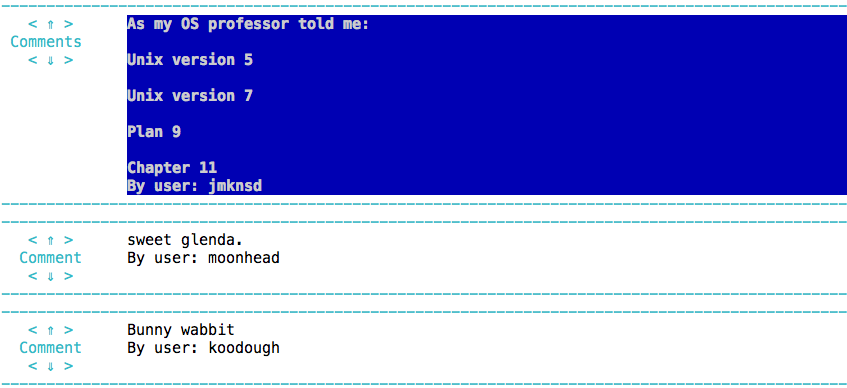 < ⇑ >
As my OS professor told me:
Comments
< ⇓ >
Unix version 5
Unix version 7
Plan 9
Chapter 11
By user: jmknsd
< ⇑ >
sweet glenda.
Comment
By user: moonhead
< ⇓ >
< ⇑ >
Bunny wabbit
Comment
By user: koodough
< ⇓ >